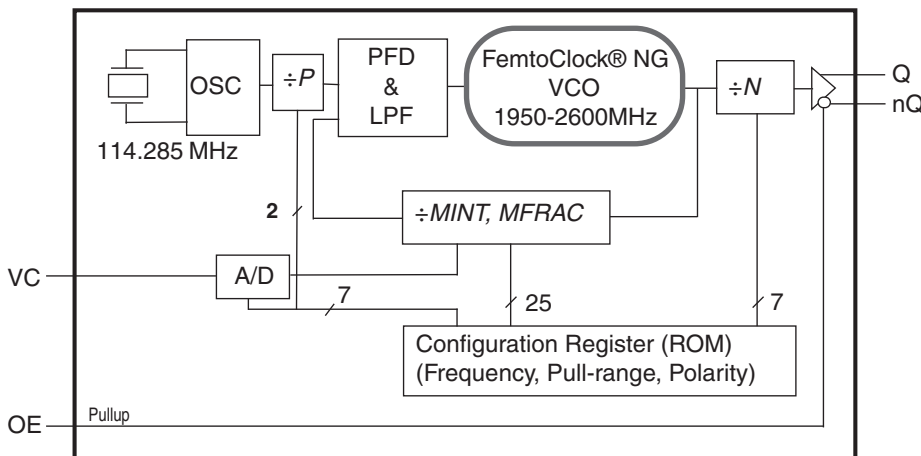 OSC
÷P
PFD
&
LPF
FemtoClock® NG
VCO
1950-2600MHz
÷N
Q
nQ
114.285 MHz
2
÷MINT, MFRAC
VC
A/D
7
25
7
Configuration Register (ROM)
(Frequency, Pull-range, Polarity)
OE
Pullup